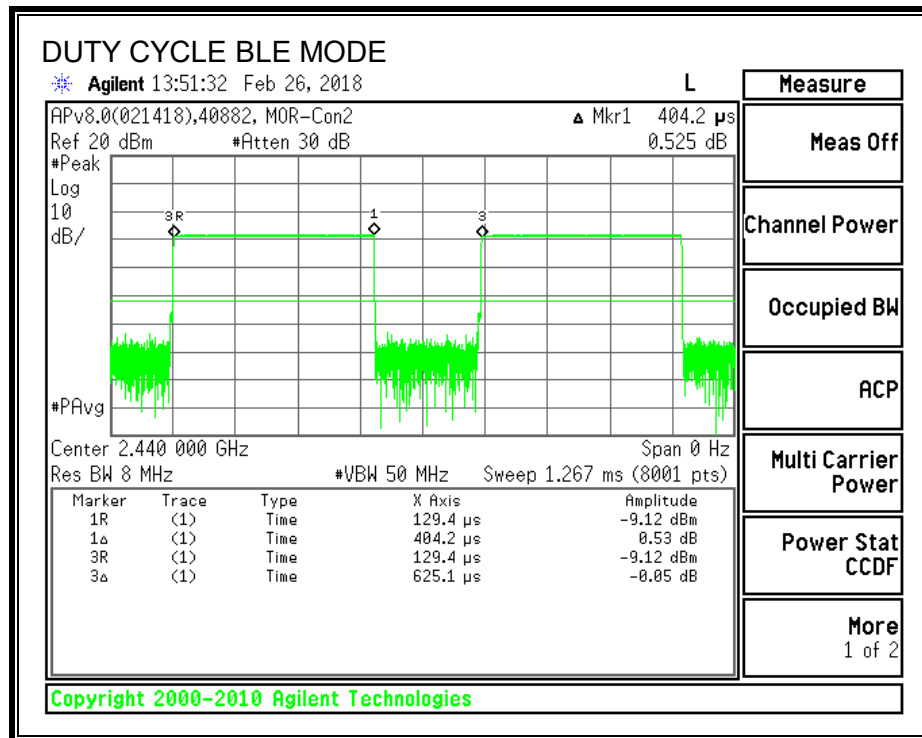 DUTY CYCLE BLE MODE
Agilent 13:51:32 Feb 26, 2018 L
APv8.0(021418),40882, MOR-Con2 Δ Mkr1 404.2 µs
Ref 20 dBm #Atten 30 dB 0.525 dB
#Peak
Log
10
dB/
3R 1 3
#PAvg
Center 2.440 000 GHz Span 0 Hz
Res BW 8 MHz #VBW 50 MHz Sweep 1.267 ms (8001 pts)
Marker Trace Type X Axis Amplitude
1R (1) Time 129.4 µs -9.12 dBm
1Δ (1) Time 404.2 µs 0.53 dB
3R (1) Time 129.4 µs -9.12 dBm
3Δ (1) Time 625.1 µs -0.05 dB
Measure
Meas Off
Channel Power
Occupied BW
ACP
Multi Carrier
Power
Power Stat
CCDF
More
1 of 2
Copyright 2000-2010 Agilent Technologies